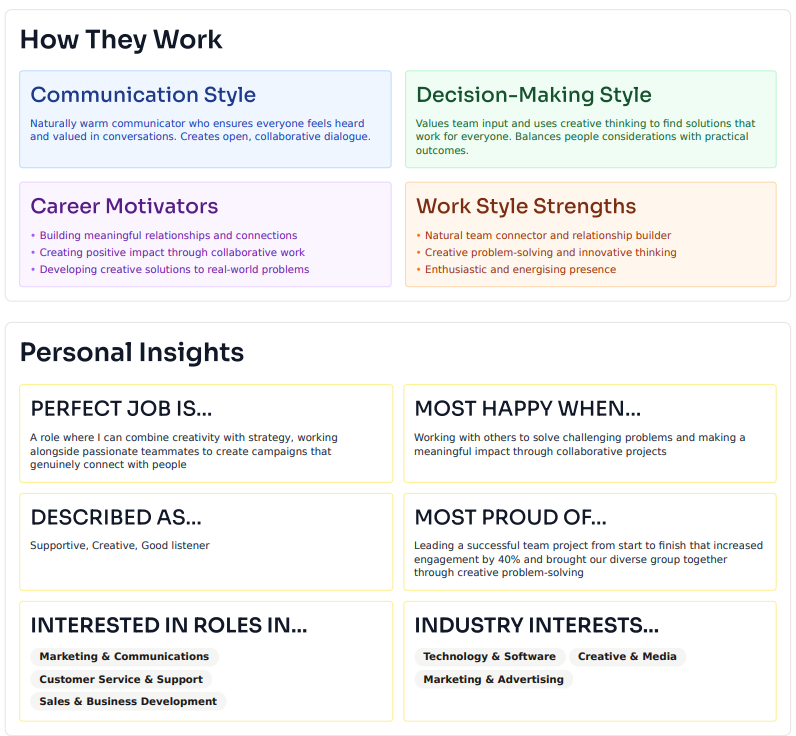 How They Work
Communication Style
Naturally warm communicator who ensures everyone feels heard
and valued in conversations. Creates open, collaborative dialogue.
Decision-Making Style
Values team input and uses creative thinking to find solutions that
work for everyone. Balances people considerations with practical
outcomes.
Career Motivators
• Building meaningful relationships and connections
• Creating positive impact through collaborative work
• Developing creative solutions to real-world problems
Work Style Strengths
• Natural team connector and relationship builder
• Creative problem-solving and innovative thinking
• Enthusiastic and energising presence
Personal Insights
PERFECT JOB IS...
A role where I can combine creativity with strategy, working
alongside passionate teammates to create campaigns that
genuinely connect with people
MOST HAPPY WHEN...
Working with others to solve challenging problems and making a
meaningful impact through collaborative projects
DESCRIBED AS...
Supportive, Creative, Good listener
MOST PROUD OF...
Leading a successful team project from start to finish that increased
engagement by 40% and brought our diverse group together
through creative problem-solving
INTERESTED IN ROLES IN...
Marketing & Communications
Customer Service & Support
Sales & Business Development
INDUSTRY INTERESTS...
Technology & Software Creative & Media
Marketing & Advertising